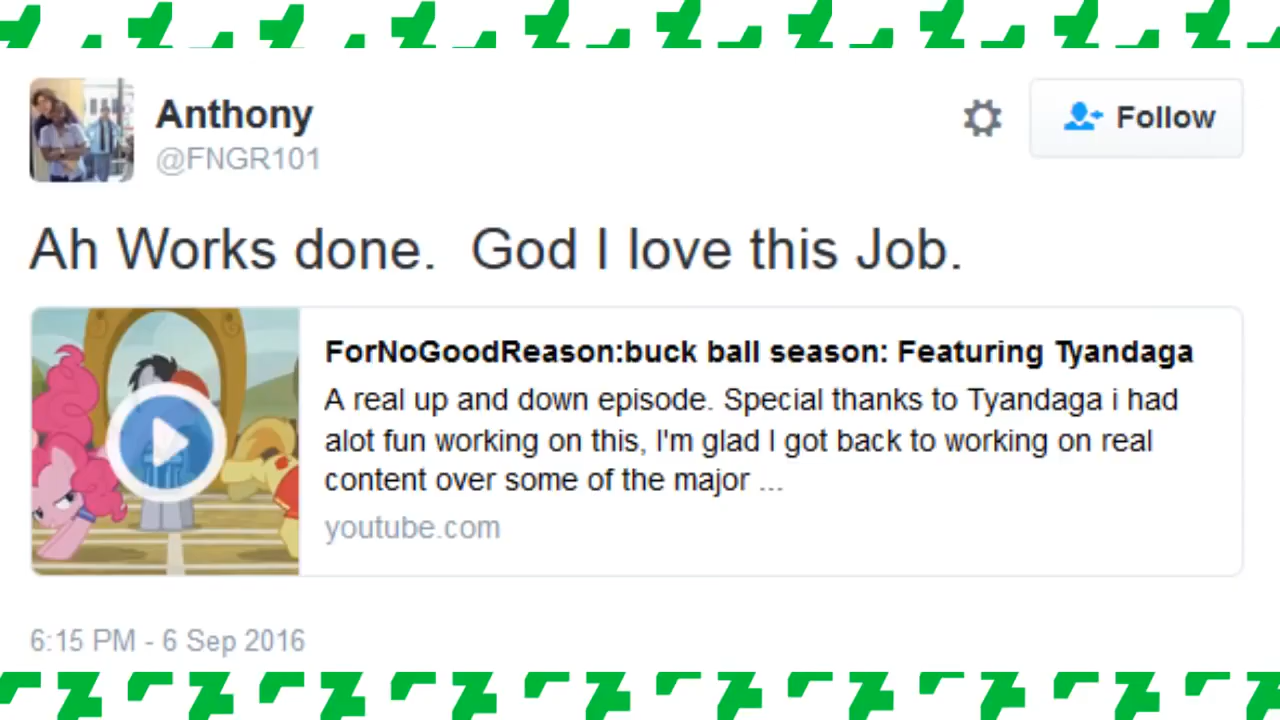 Anthony
@FNGR101
Follow
Ah Works done.  God I love this Job.
ForNoGoodReason:buck ball season: Featuring Tyandaga
A real up and down episode. Special thanks to Tyandaga i had
alot fun working on this, I'm glad I got back to working on real
content over some of the major ...
youtube.com
6:15 PM - 6 Sep 2016